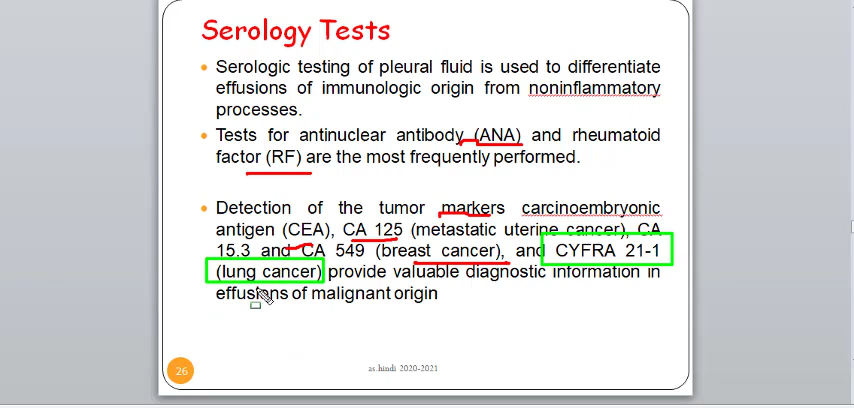 Serology Tests
• Serologic testing of pleural fluid is used to differentiate
effusions of immunologic origin from noninflammatory
processes.
• Tests for antinuclear antibody (ANA) and rheumatoid
factor (RF) are the most frequently performed.
• Detection of the tumor markers carcinoembryonic
antigen (CEA), CA 125 (metastatic uterine cancer), CA
15.3 and CA 549 (breast cancer), and CYFRA 21-1
(lung cancer) provide valuable diagnostic information in
effusions of malignant origin
26
as.hindi 2020-2021